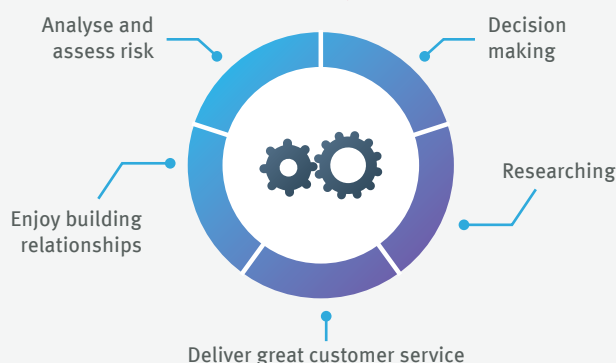 Analyse and
assess risk
Decision
making
Researching
Enjoy building
relationships
Deliver great customer service